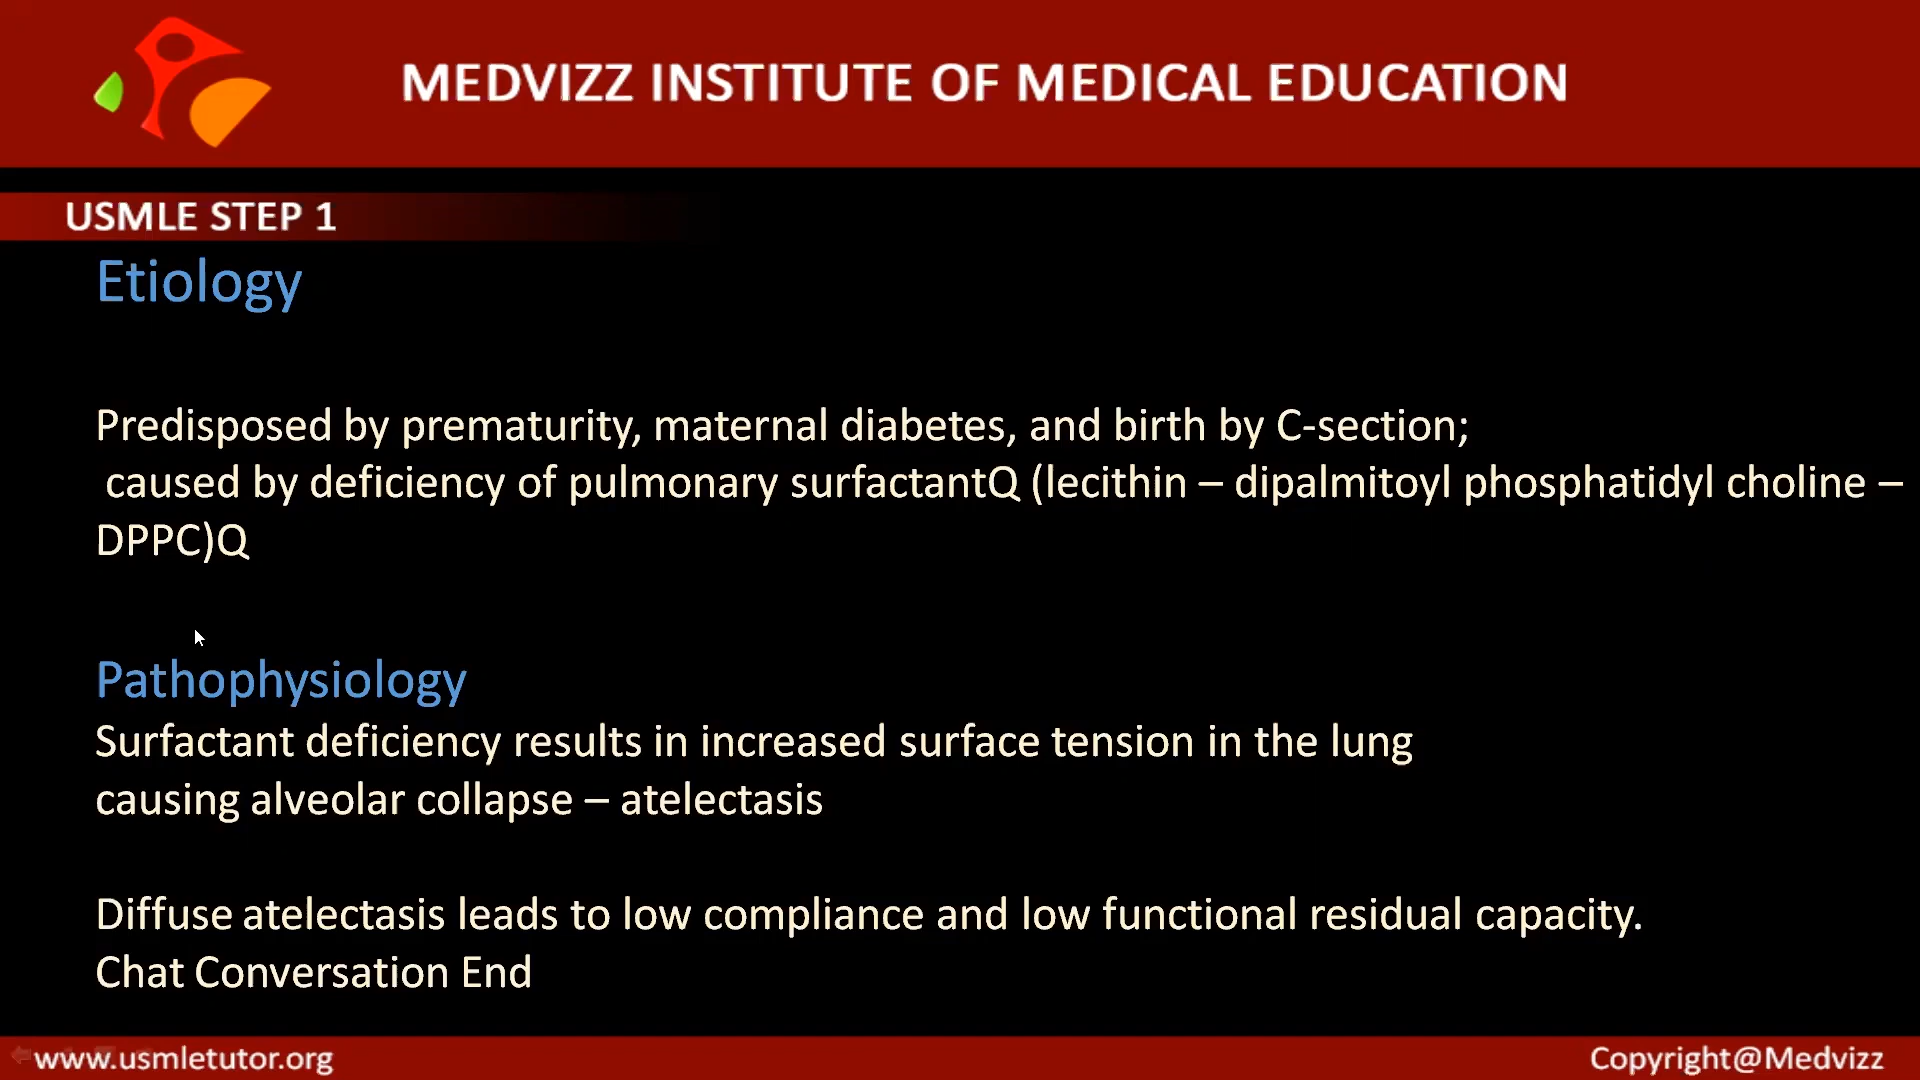 MEDVIZZ INSTITUTE OF MEDICAL EDUCATION
USMLE STEP 1
Etiology
Predisposed by prematurity, maternal diabetes, and birth by C-section;
caused by deficiency of pulmonary surfactantQ (lecithin – dipalmitoyl phosphatidyl choline –
DPPC)Q
Pathophysiology
Surfactant deficiency results in increased surface tension in the lung
causing alveolar collapse – atelectasis
Diffuse atelectasis leads to low compliance and low functional residual capacity.
Chat Conversation End
www.usmletutor.org
Copyright@Medvizz